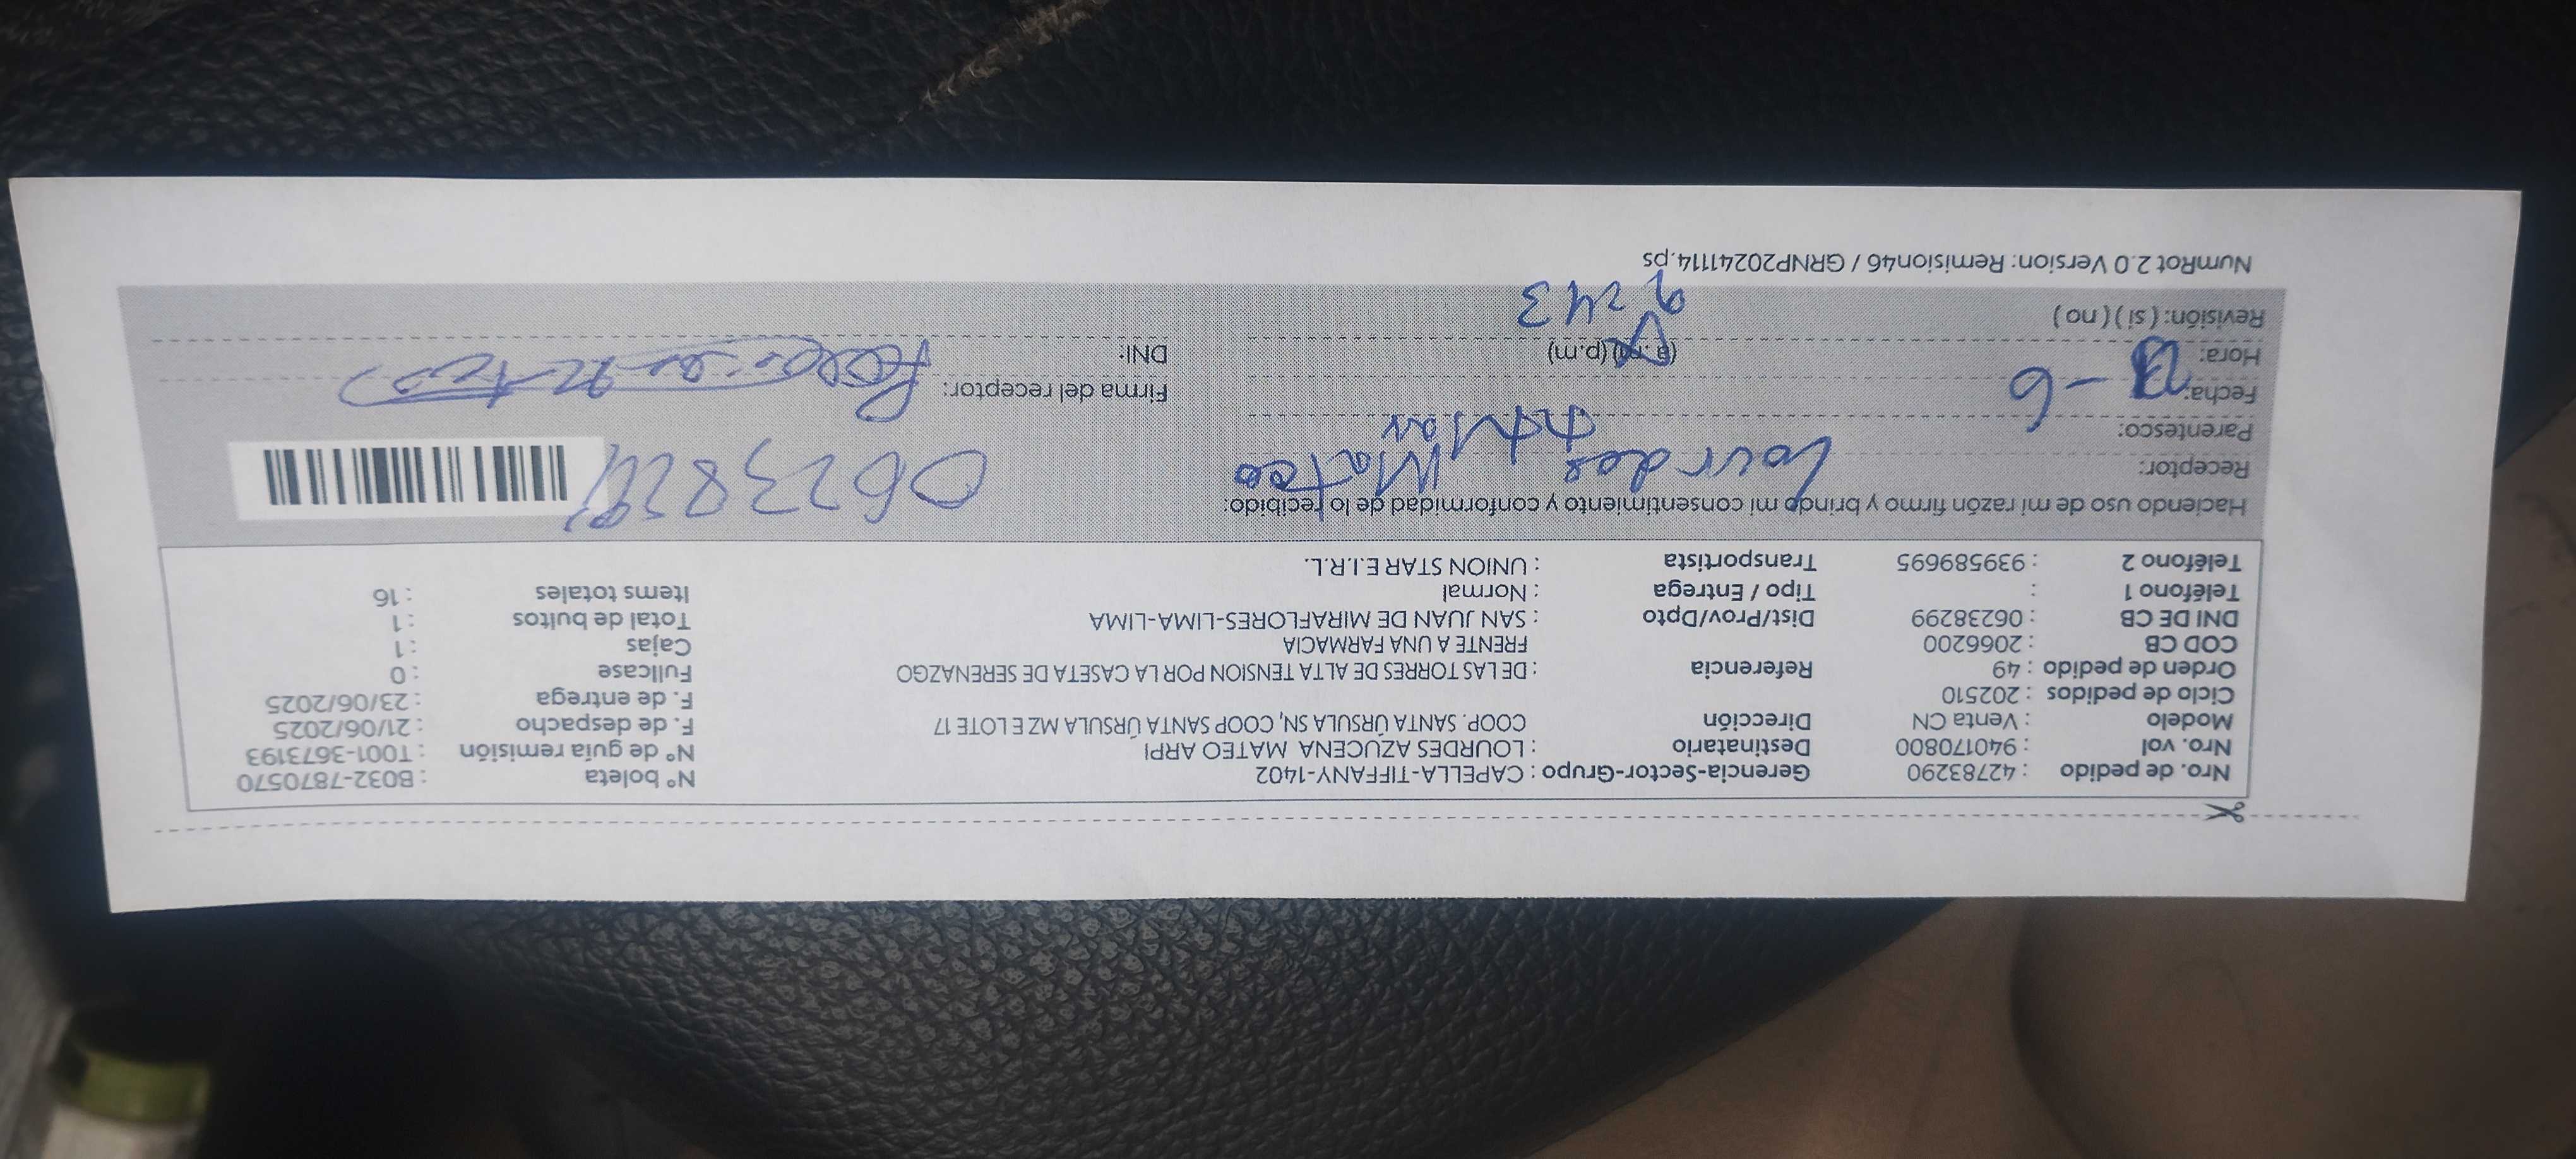 Nro. de pedido : 42783290 Gerencia-Sector-Grupo : CAPELLA-TIFFANY-1402 N° boleta : B032-7870570
Nro. vol : 940170800 Destinatario : LOURDES AZUCENA MATEO ARPI N° de guía remisión : T001-3673193
Modelo : Venta CN Dirección COOP. SANTA ÚRSULA SN, COOP SANTA ÚRSULA MZ E LOTE 17 F. de despacho : 21/06/2025
Ciclo de pedidos : 202510 F. de entrega : 23/06/2025
Orden de pedido : 49 Referencia : DE LAS TORRES DE ALTA TENSION POR LA CASETA DE SERENAZGO Fullcase : 0
COD CB : 2066200 FRENTE A UNA FARMACIA Cajas : 1
DNI DE CB : 06238299 Dist/Prov/Dpto : SAN JUAN DE MIRAFLORES-LIMA-LIMA Total de bultos : 1
Teléfono 1 : Tipo / Entrega : Normal Items totales : 16
Teléfono 2 : 939589695 Transportista : UNION STAR E.I.R.L.
Haciendo uso de mi razón firmo y brindo mi consentimiento y conformidad de lo recibido:
Receptor: Lourdes Mateo
Parentesco:
Fecha: - 6 Firma del receptor:
Hora: (a.m) (p.m) DNI:
9:43
Revisión: ( si ) ( no )
NumRot 2.0 Version: Remision46 / GRNP20241114.ps